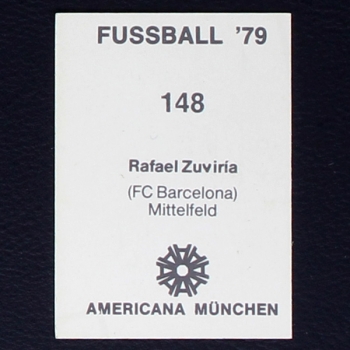 FUSSBALL '79
148
Rafael Zuviría
(FC Barcelona)
Mittelfeld
AMERICANA MÜNCHEN